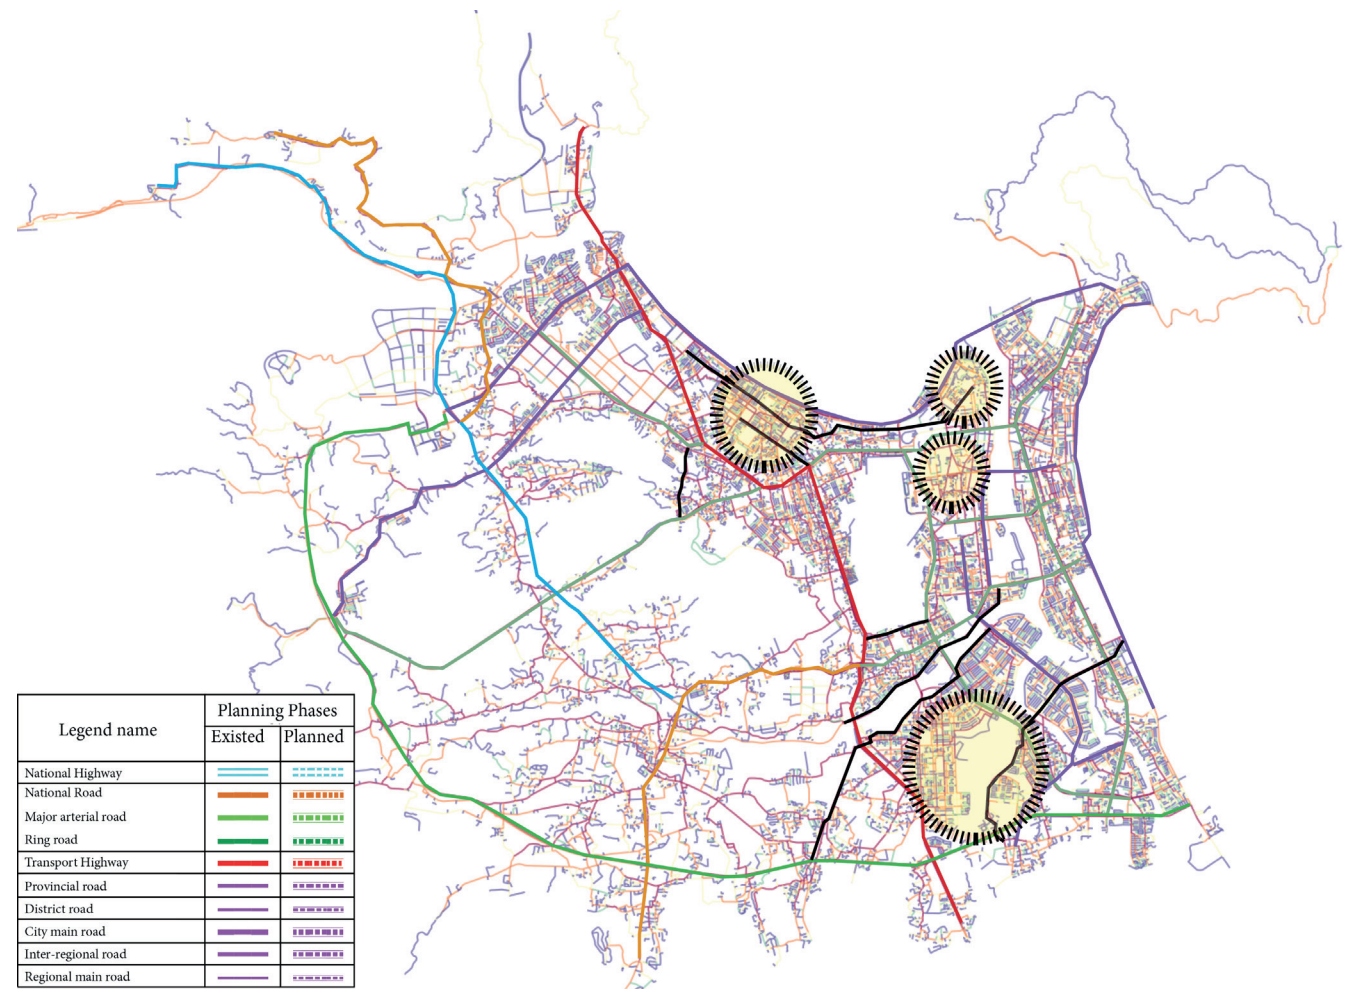 Legend name
Planning Phases
Existed
Planned
National Highway
National Road
Major arterial road
Ring road
Transport Highway
Provincial road
District road
City main road
Inter-regional road
Regional main road